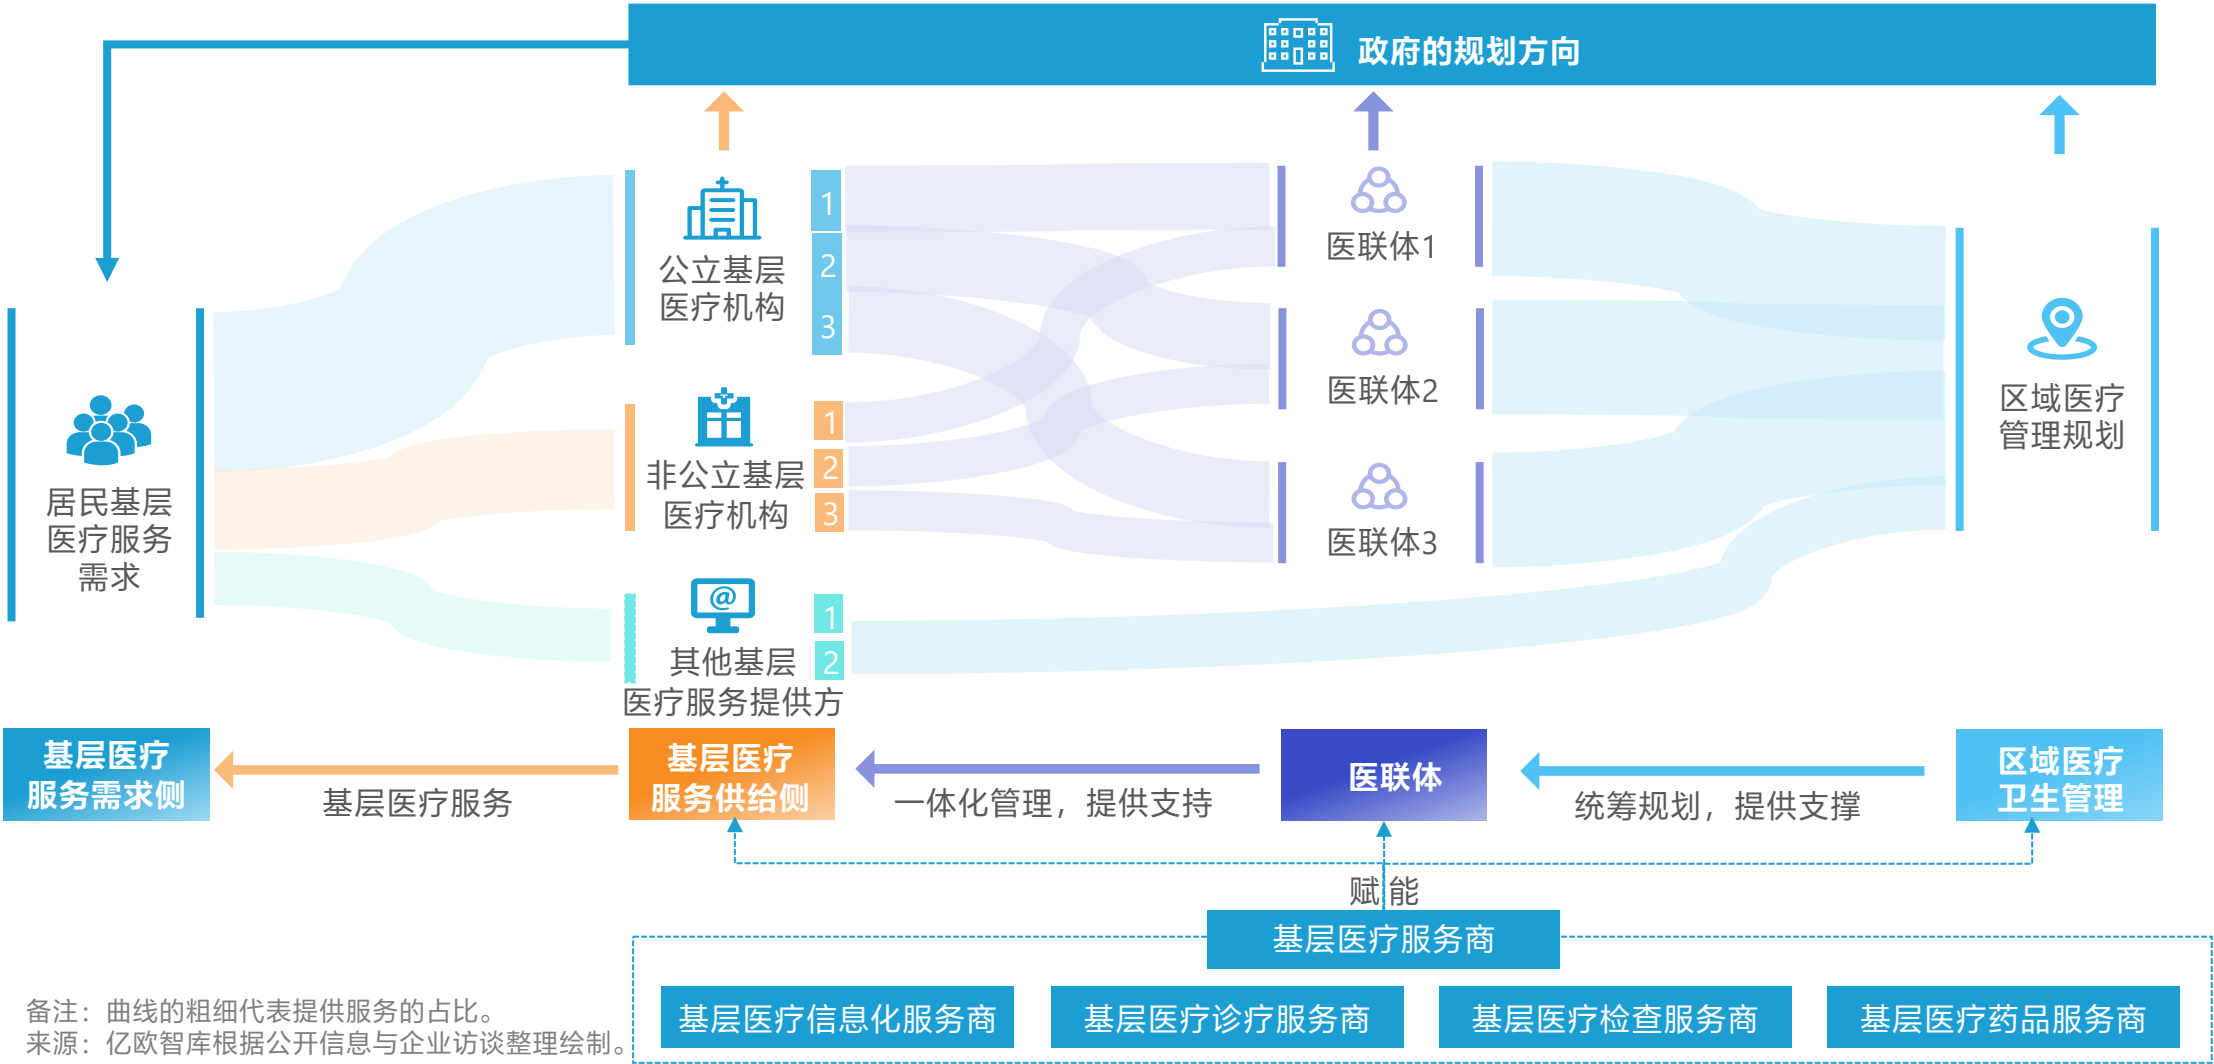 政府的规划方向
居民基层
医疗服务
需求
公立基层
医疗机构
1
2
3
非公立基层
医疗机构
1
2
3
@
其他基层
医疗服务提供方
1
2
医联体1
医联体2
医联体3
区域医疗
管理规划
基层医疗
服务需求侧
基层医疗服务
基层医疗
服务供给侧
一体化管理，提供支持
医联体
统筹规划，提供支撑
区域医疗
卫生管理
赋 能
基层医疗服务商
基层医疗信息化服务商
基层医疗诊疗服务商
基层医疗检查服务商
基层医疗药品服务商
备注：曲线的粗细代表提供服务的占比。
来源：亿欧智库根据公开信息与企业访谈整理绘制。